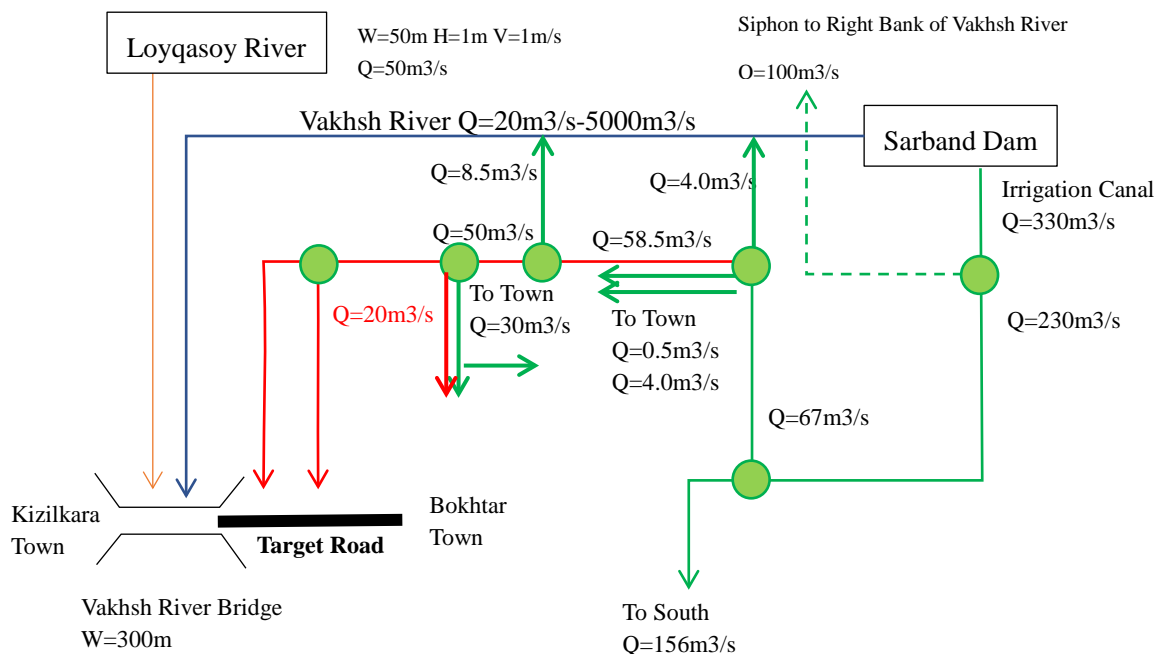 Siphon to Right Bank of Vakhsh River
Loyqasoy River
W=50m H=1m V=1m/s
Q=50m3/s
O=100m3/s
Vakhsh River Q=20m3/s-5000m3/s
Sarband Dam
Q=8.5m3/s
Q=4.0m3/s
Irrigation Canal
Q=330m3/s
Q=50m3/s
Q=58.5m3/s
To Town
Q=30m3/s
Q=20m3/s
To Town
Q=0.5m3/s
Q=4.0m3/s
Q=230m3/s
Q=67m3/s
Kizilkara
Town
Target Road
Bokhtar
Town
Vakhsh River Bridge
W=300m
To South
Q=156m3/s